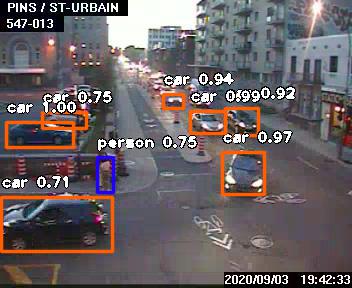 PINS / ST-URBAIN
547-013
car 0.94
car 0.75
car 0.99
0.92
car 1.00
person 0.75
car 0.97
car 0.71
2020/09/03 19:42:33